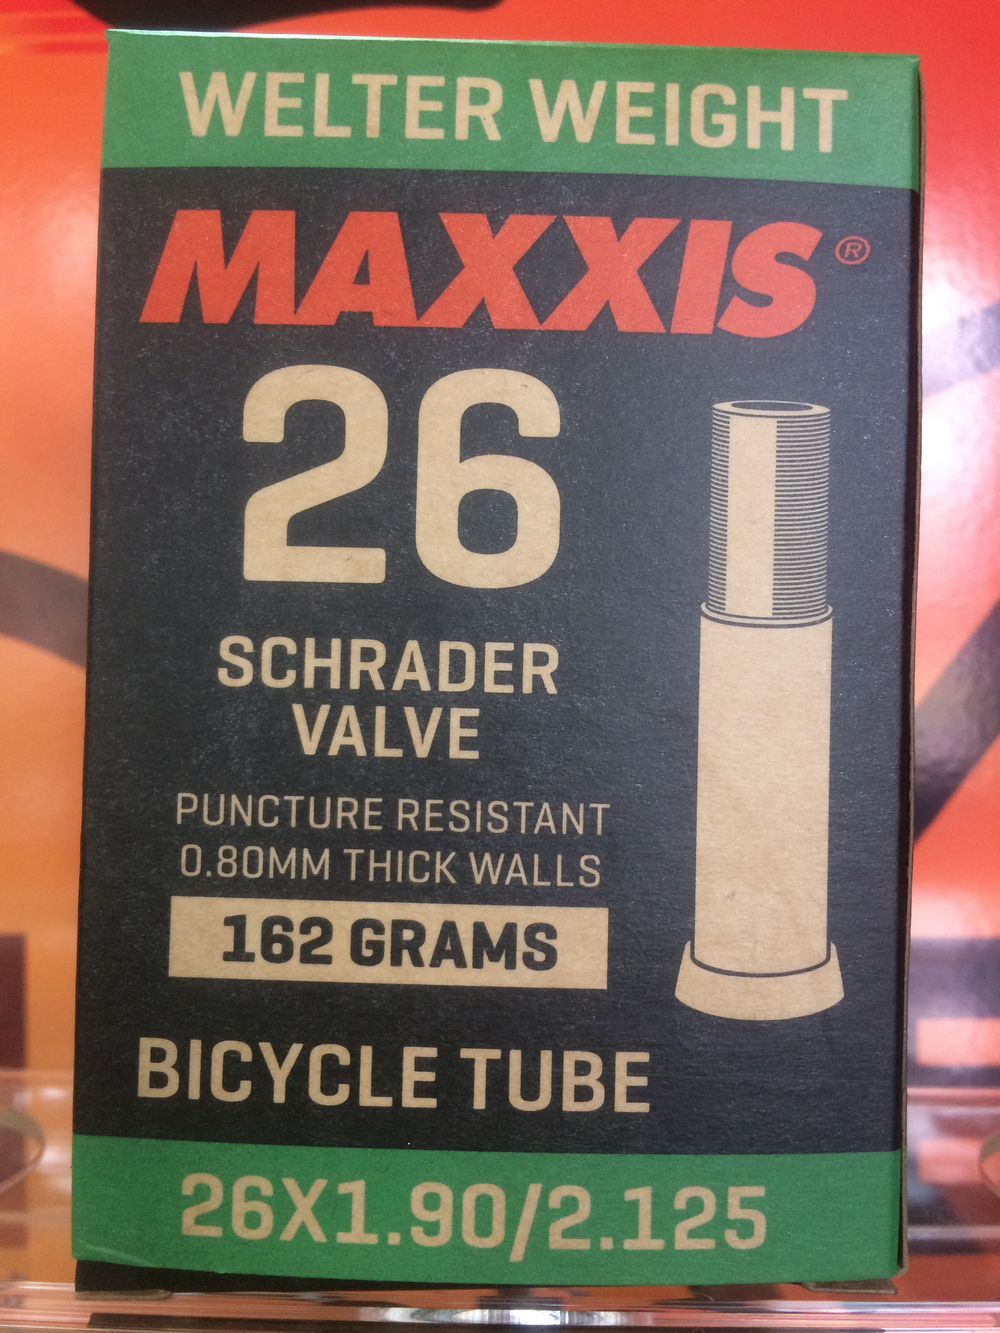 WELTER WEIGHT
MAXXIS®
26
SCHRADER
VALVE
PUNCTURE RESISTANT
0.80MM THICK WALLS
162 GRAMS
BICYCLE TUBE
26X1.90/2.125